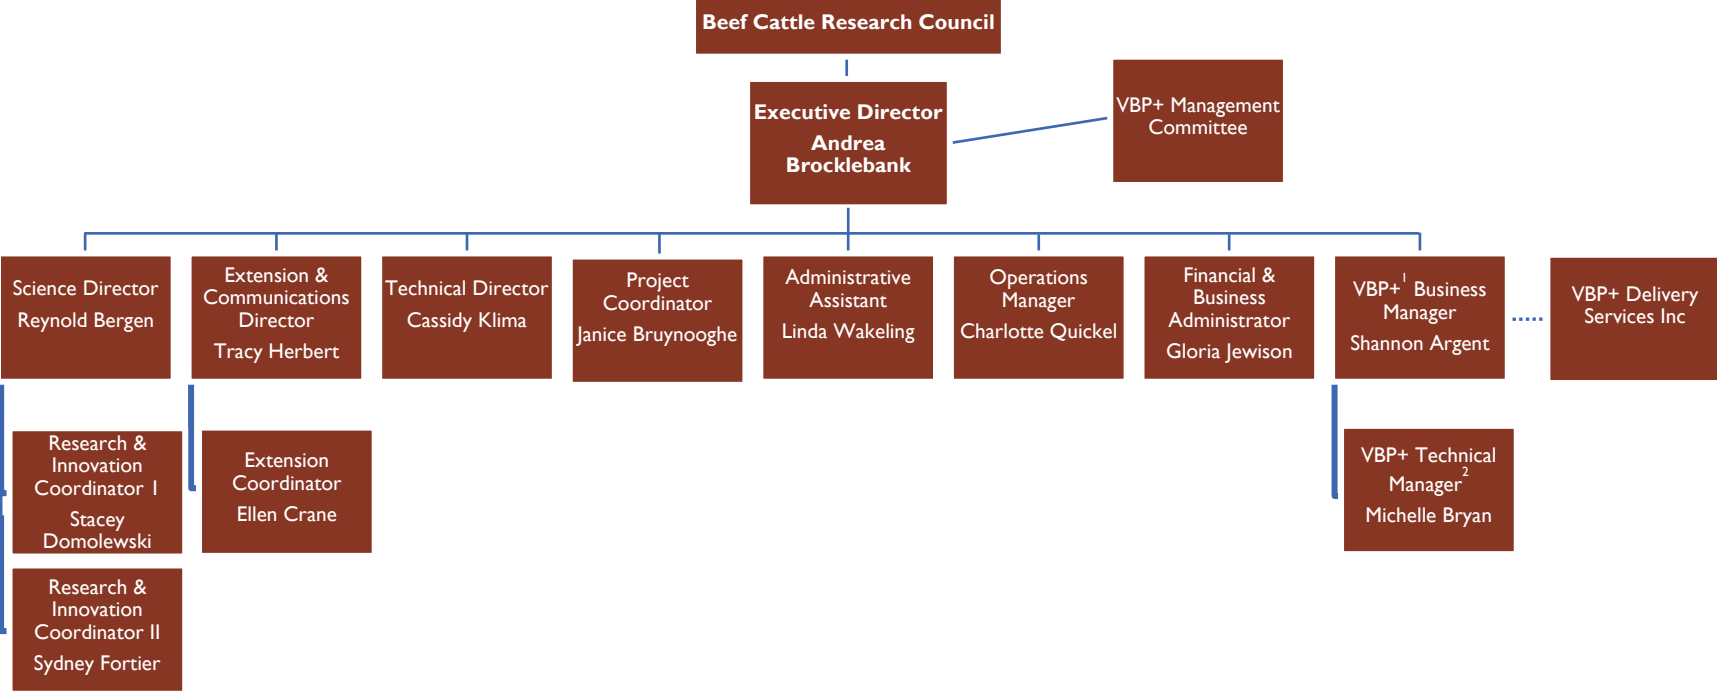 Beef Cattle Research Council
Executive Director
Andrea
Brocklebank
VBP+ Management
Committee
Science Director
Reynold Bergen
Extension &
Communications
Director
Tracy Herbert
Technical Director
Cassidy Klima
Project
Coordinator
Janice Bruynooghe
Administrative
Assistant
Linda Wakeling
Operations
Manager
Charlotte Quickel
Financial &
Business
Administrator
Gloria Jewison
VBP+1 Business
Manager
Shannon Argent
VBP+ Delivery
Services Inc
Research &
Innovation
Coordinator I
Stacey
Domolewski
Extension
Coordinator
Ellen Crane
VBP+ Technical
Manager2
Michelle Bryan
Research &
Innovation
Coordinator II
Sydney Fortier